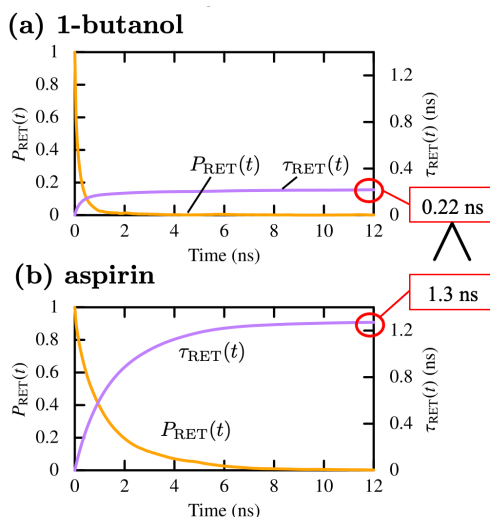 (a) 1-butanol
1
0.8
0.6
0.4
0.2
0
P_RET(t)
1.2
0.8
0.4
0
τ_RET(t) (ns)
P_RET(t)
τ_RET(t)
0 2 4 6 8 10 12
Time (ns)
0.22 ns
(b) aspirin
1.3 ns
1
0.8
0.6
0.4
0.2
0
P_RET(t)
1.2
0.8
0.4
0
τ_RET(t) (ns)
τ_RET(t)
P_RET(t)
0 2 4 6 8 10 12
Time (ns)